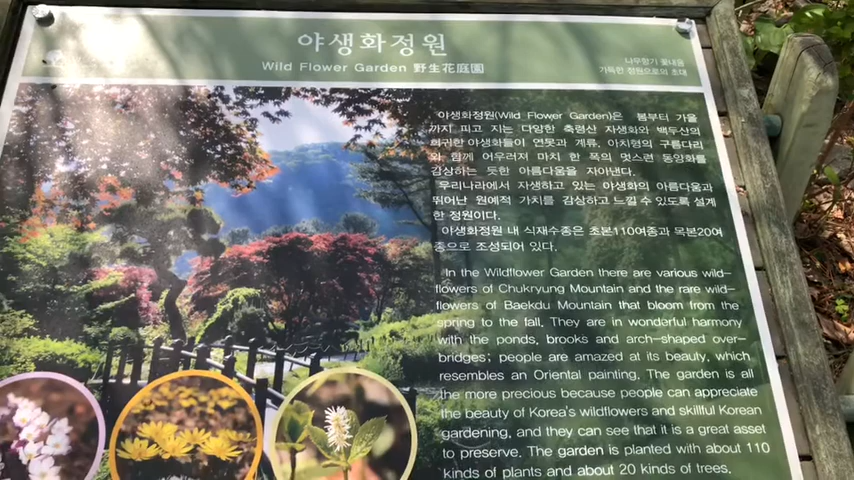 야생화정원
Wild Flower Garden 野生花庭園
나무향기 꽃내음
가득한 정원으로의 초대
야생화정원(Wild Flower Garden)은 봄부터 가을
까지 피고 지는 다양한 축령산 자생화와 백두산의
희귀한 야생화들이 연못과 계류, 아치형의 구름다리
와 함께 어우러져 마치 한 폭의 멋스런 동양화를
감상하는 듯한 아름다움을 자아낸다.
우리나라에서 자생하고 있는 야생화의 아름다움과
뛰어난 원예적 가치를 감상하고 느낄 수 있도록 설계
한 정원이다.
야생화정원 내 식재수종은 초본110여종과 목본20여
종으로 조성되어 있다.
In the Wildflower Garden there are various wild-
flowers of Chukryung Mountain and the rare wild-
flowers of Baekdu Mountain that bloom from the
spring to the fall. They are in wonderful harmony
with the ponds, brooks and arch-shaped over-
bridges; people are amazed at its beauty, which
resembles an Oriental painting. The garden is all
the more precious because people can appreciate
the beauty of Korea's wildflowers and skillful Korean
gardening, and they can see that it is a great asset
to preserve. The garden is planted with about 110
kinds of plants and about 20 kinds of trees.